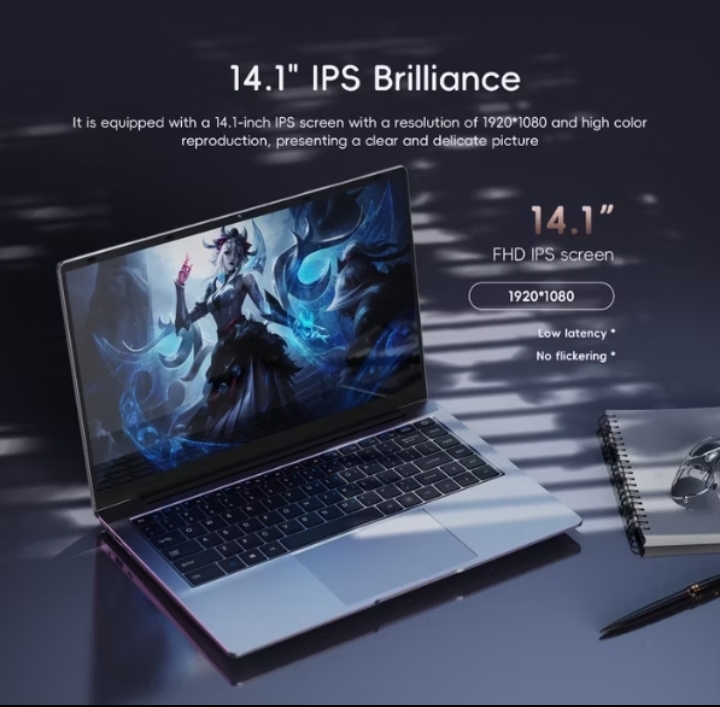 14.1" IPS Brilliance
It is equipped with a 14.1-inch IPS screen with a resolution of 1920*1080 and high color
reproduction, presenting a clear and delicate picture
14.1”
FHD IPS screen
1920*1080
Low latency *
No flickering *